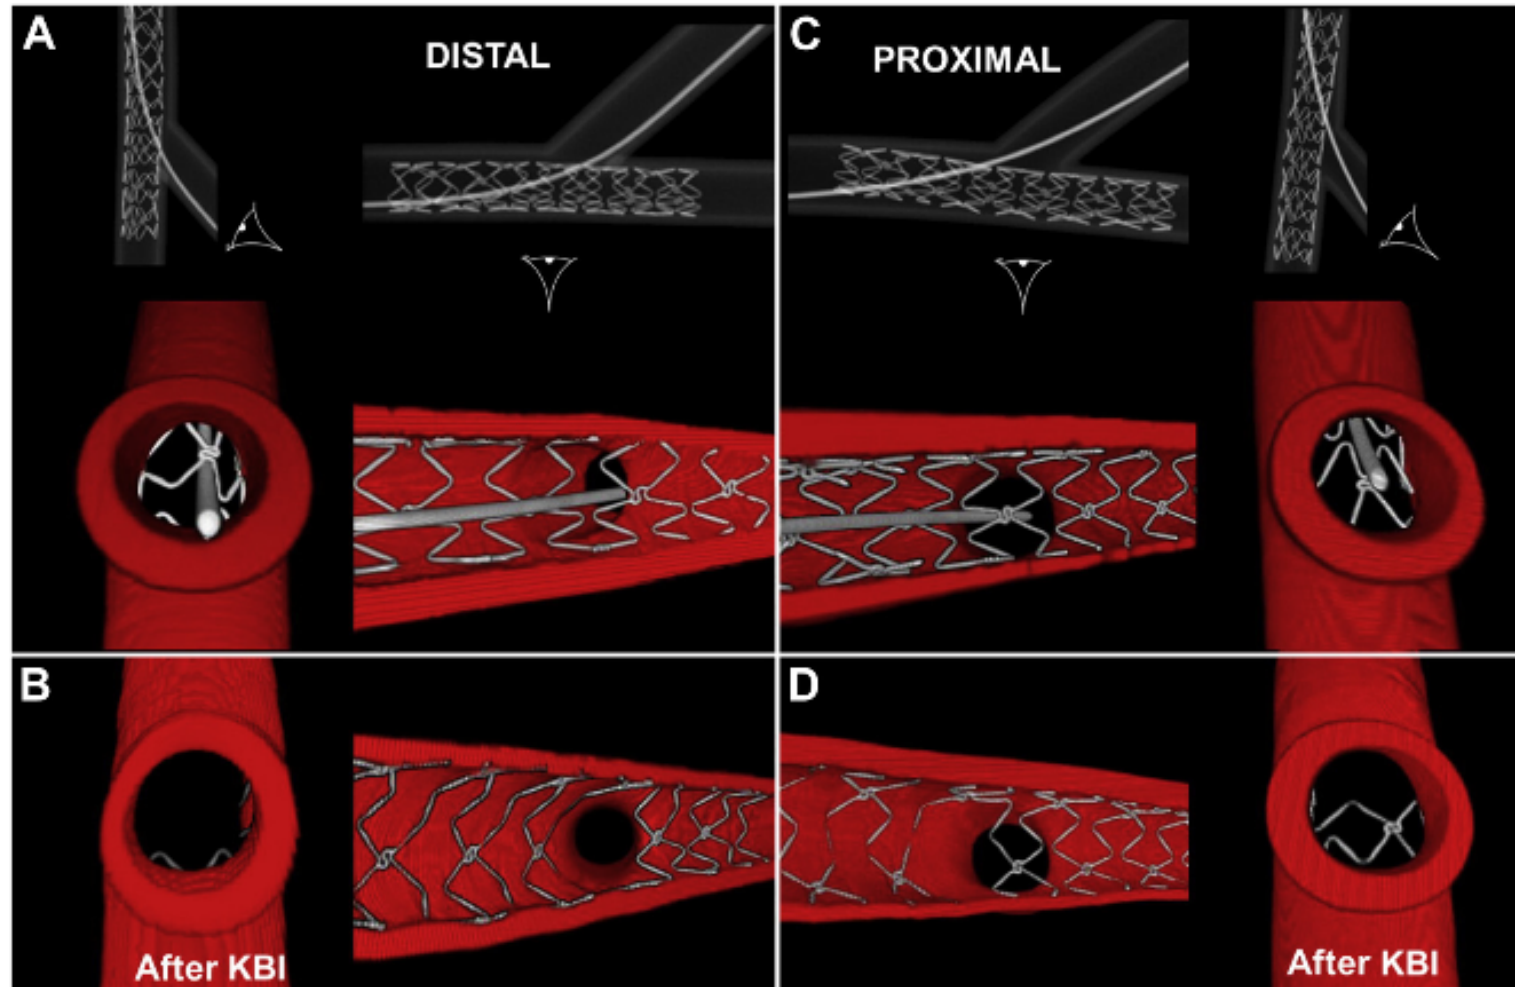 A
DISTAL
C
PROXIMAL
B
After KBI
D
After KBI